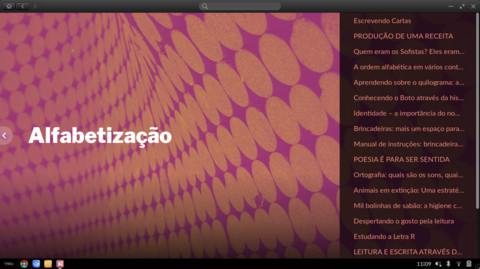 Alfabetização
Escrevendo Cartas
PRODUÇÃO DE UMA RECEITA
Quem eram os Sofistas? Eles eram...
A ordem alfabética em vários cont...
Aprendendo sobre o quilograma: a...
Conhecendo o Boto através da his...
Identidade – a importância do no...
Brincadeiras: mais um espaço para...
Manual de instruções: brincadeira...
POESIA É PARA SER SENTIDA
Ortografia: quais são os sons, quai...
Animais em extinção: Uma estraté...
Mil bolinhas de sabão: a higiene c...
Despertando o gosto pela leitura
Estudando a Letra R
LEITURA E ESCRITA ATRAVÉS D...
11:09